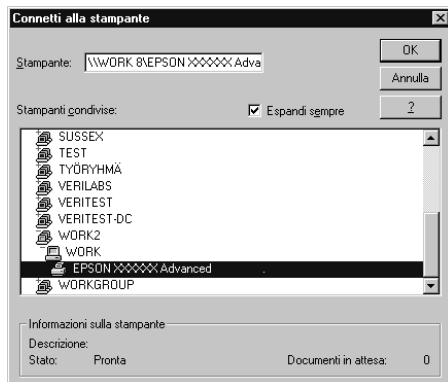 Connetti alla stampante
Stampante: \\WORK 8\EPSON XXXXXX Adva
OK
Annulla
?
Stampanti condivise:
Espandi sempre
SUSSEX
TEST
TYÖRYHMÄ
VERILABS
VERITEST
VERITEST-DC
WORK2
WORK
EPSON XXXXXX Advanced
WORKGROUP
Informazioni sulla stampante
Descrizione:
Stato: Pronta Documenti in attesa: 0